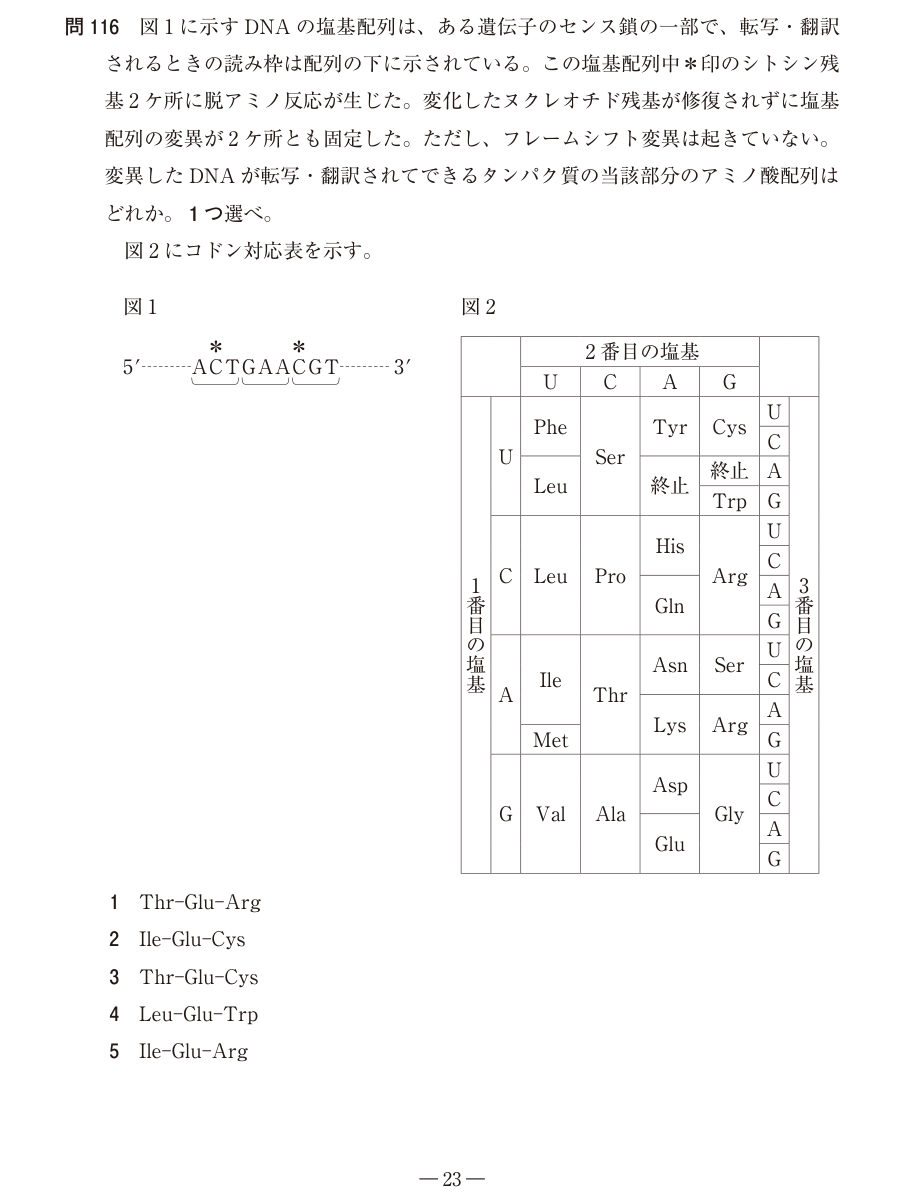 問 116 図1に示す DNA の塩基配列は、ある遺伝子のセンス鎖の一部で、転写・翻訳
されるときの読み枠は配列の下に示されている。この塩基配列中＊印のシトシン残
基2ケ所に脱アミノ反応が生じた。変化したヌクレオチド残基が修復されずに塩基
配列の変異が2ケ所とも固定した。ただし、フレームシフト変異は起きていない。
変異した DNA が転写・翻訳されてできるタンパク質の当該部分のアミノ酸配列は
どれか。1つ選べ。
図2にコドン対応表を示す。
図1
＊ ＊
5′ ACTGAACGT 3′
図2
2番目の塩基
U C A G
1番目の塩基
3番目の塩基
U Phe Ser Tyr Cys U
C
Leu 終止 終止 A
Trp G
C Leu Pro His Arg U
C
Gln A
G
A Ile Thr Asn Ser U
C
Lys Arg A
Met G
G Val Ala Asp Gly U
C
Glu A
G
1 Thr-Glu-Arg
2 Ile-Glu-Cys
3 Thr-Glu-Cys
4 Leu-Glu-Trp
5 Ile-Glu-Arg
— 23 —